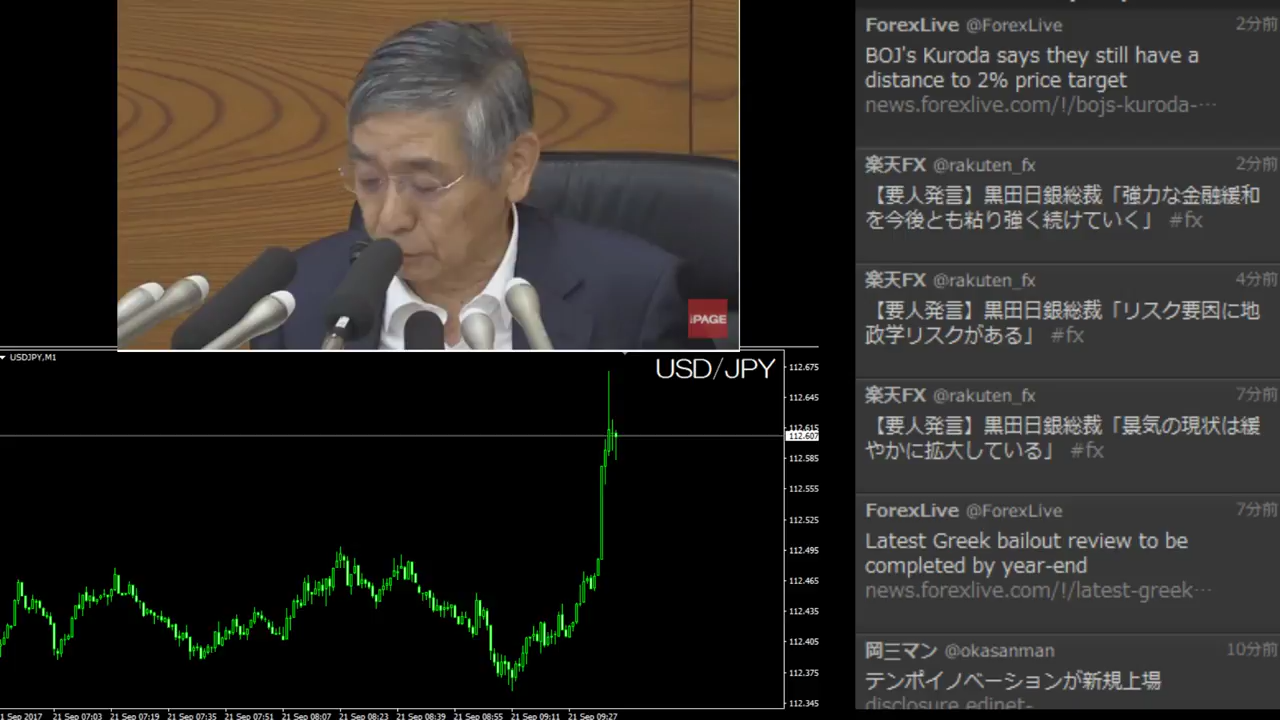 ForexLive @ForexLive 2分前
BOJ's Kuroda says they still have a
distance to 2% price target
news.forexlive.com/!/bojs-kuroda-…
楽天FX @rakuten_fx 2分前
【要人発言】黒田日銀総裁「強力な金融緩和
を今後とも粘り強く続けていく」 #fx
楽天FX @rakuten_fx 4分前
【要人発言】黒田日銀総裁「リスク要因に地
政学リスクがある」 #fx
楽天FX @rakuten_fx 7分前
【要人発言】黒田日銀総裁「景気の現状は緩
やかに拡大している」 #fx
ForexLive @ForexLive 7分前
Latest Greek bailout review to be
completed by year-end
news.forexlive.com/!/latest-greek…
岡三マン @okasanman 10分前
テンポイノベーションが新規上場
disclosure.edinet-
THE PAGE
USDJPY,M1
USD/JPY
112.675
112.645
112.615
112.607
112.585
112.555
112.525
112.495
112.465
112.435
112.405
112.375
112.345
21 Sep 2017 21 Sep 07:03 21 Sep 07:19 21 Sep 07:35 21 Sep 07:51 21 Sep 08:07 21 Sep 08:23 21 Sep 08:39 21 Sep 08:55 21 Sep 09:11 21 Sep 09:27